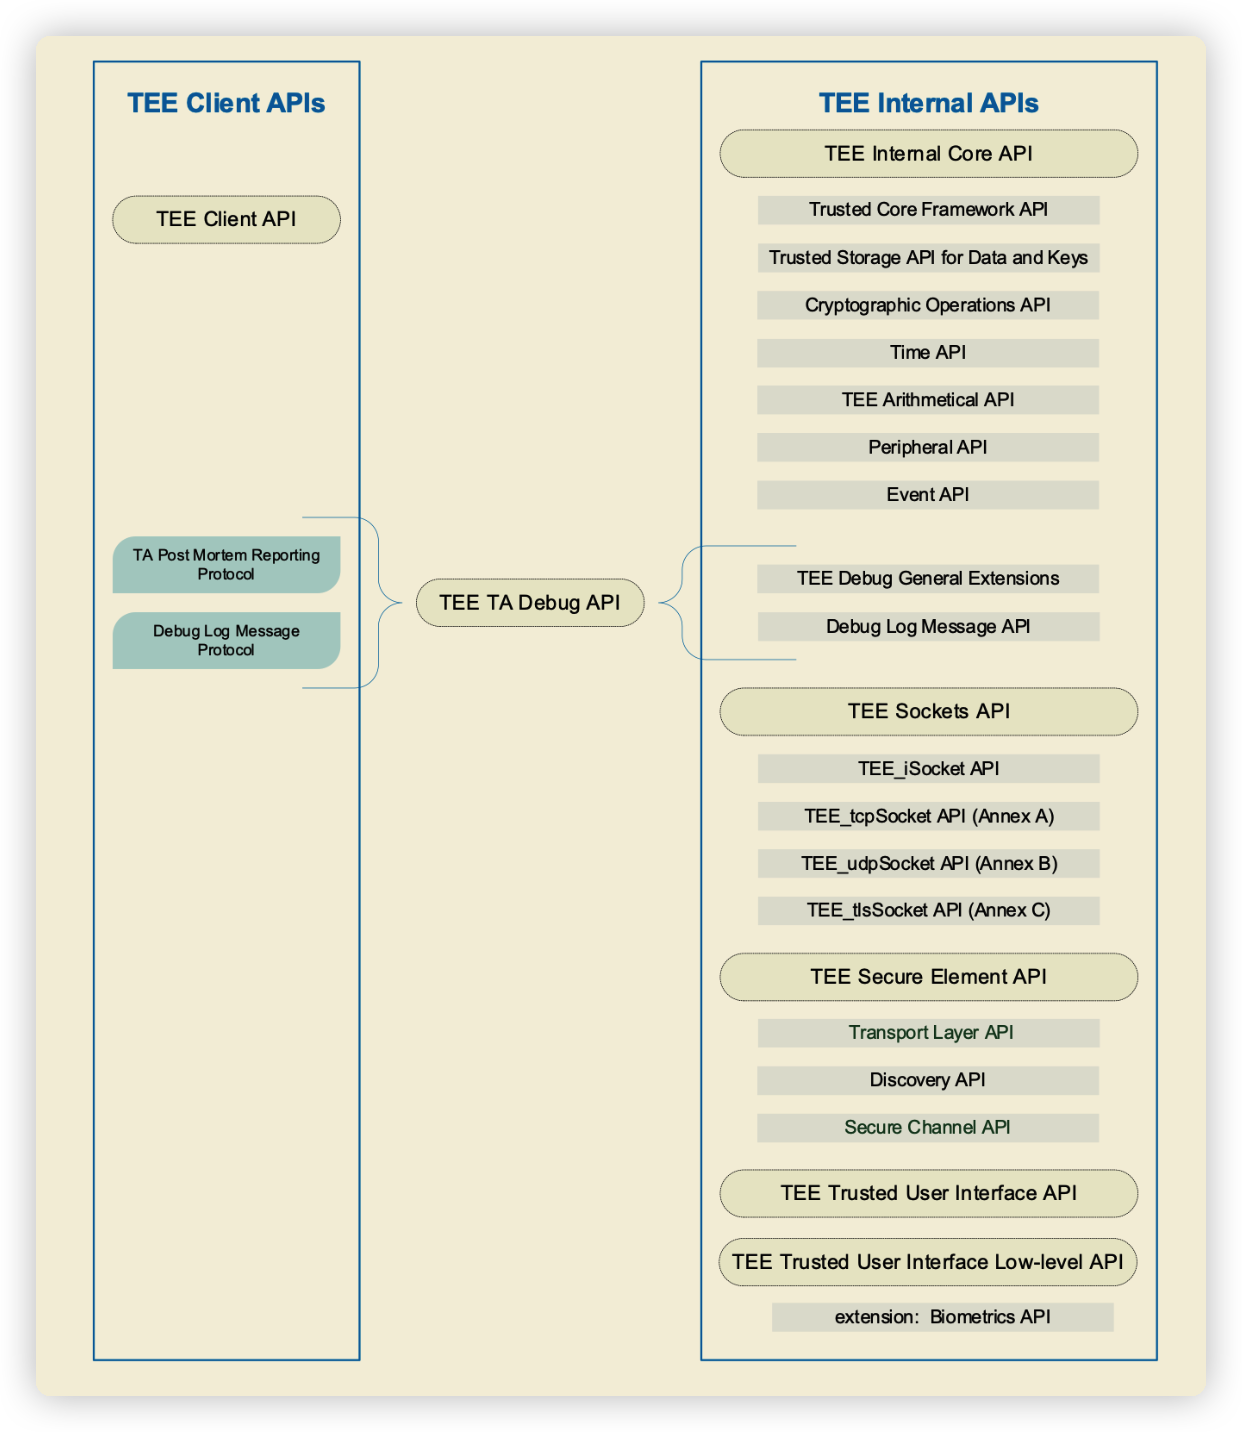 TEE Client APIs
TEE Client API
TA Post Mortem Reporting
Protocol
Debug Log Message
Protocol
TEE TA Debug API
TEE Internal APIs
TEE Internal Core API
Trusted Core Framework API
Trusted Storage API for Data and Keys
Cryptographic Operations API
Time API
TEE Arithmetical API
Peripheral API
Event API
TEE Debug General Extensions
Debug Log Message API
TEE Sockets API
TEE_iSocket API
TEE_tcpSocket API (Annex A)
TEE_udpSocket API (Annex B)
TEE_tlsSocket API (Annex C)
TEE Secure Element API
Transport Layer API
Discovery API
Secure Channel API
TEE Trusted User Interface API
TEE Trusted User Interface Low-level API
extension:  Biometrics API